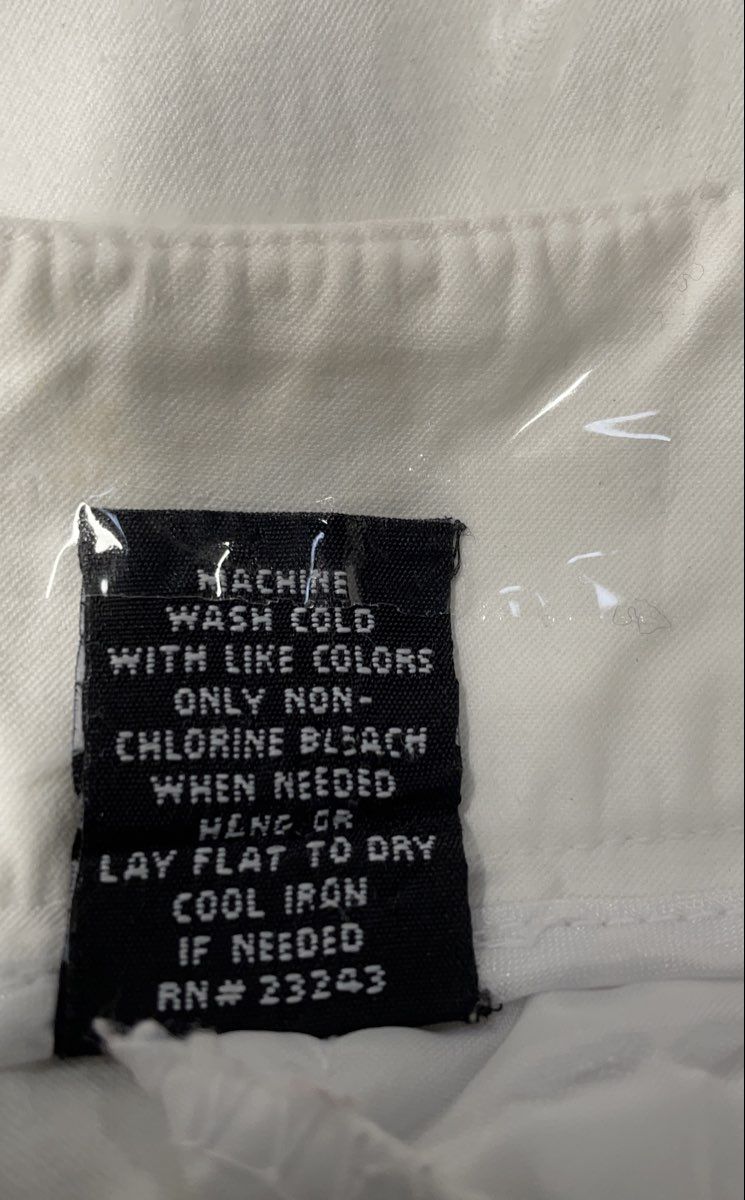 MACHINE
WASH COLD
WITH LIKE COLORS
ONLY NON-
CHLORINE BLEACH
WHEN NEEDED
HANG OR
LAY FLAT TO DRY
COOL IRON
IF NEEDED
RN# 23243